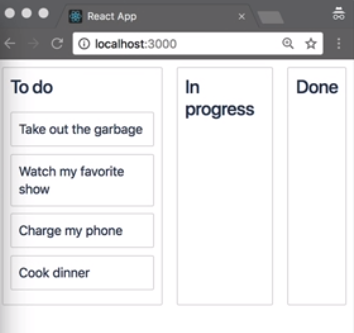 React App
localhost:3000
To do
In
progress
Done
Take out the garbage
Watch my favorite
show
Charge my phone
Cook dinner